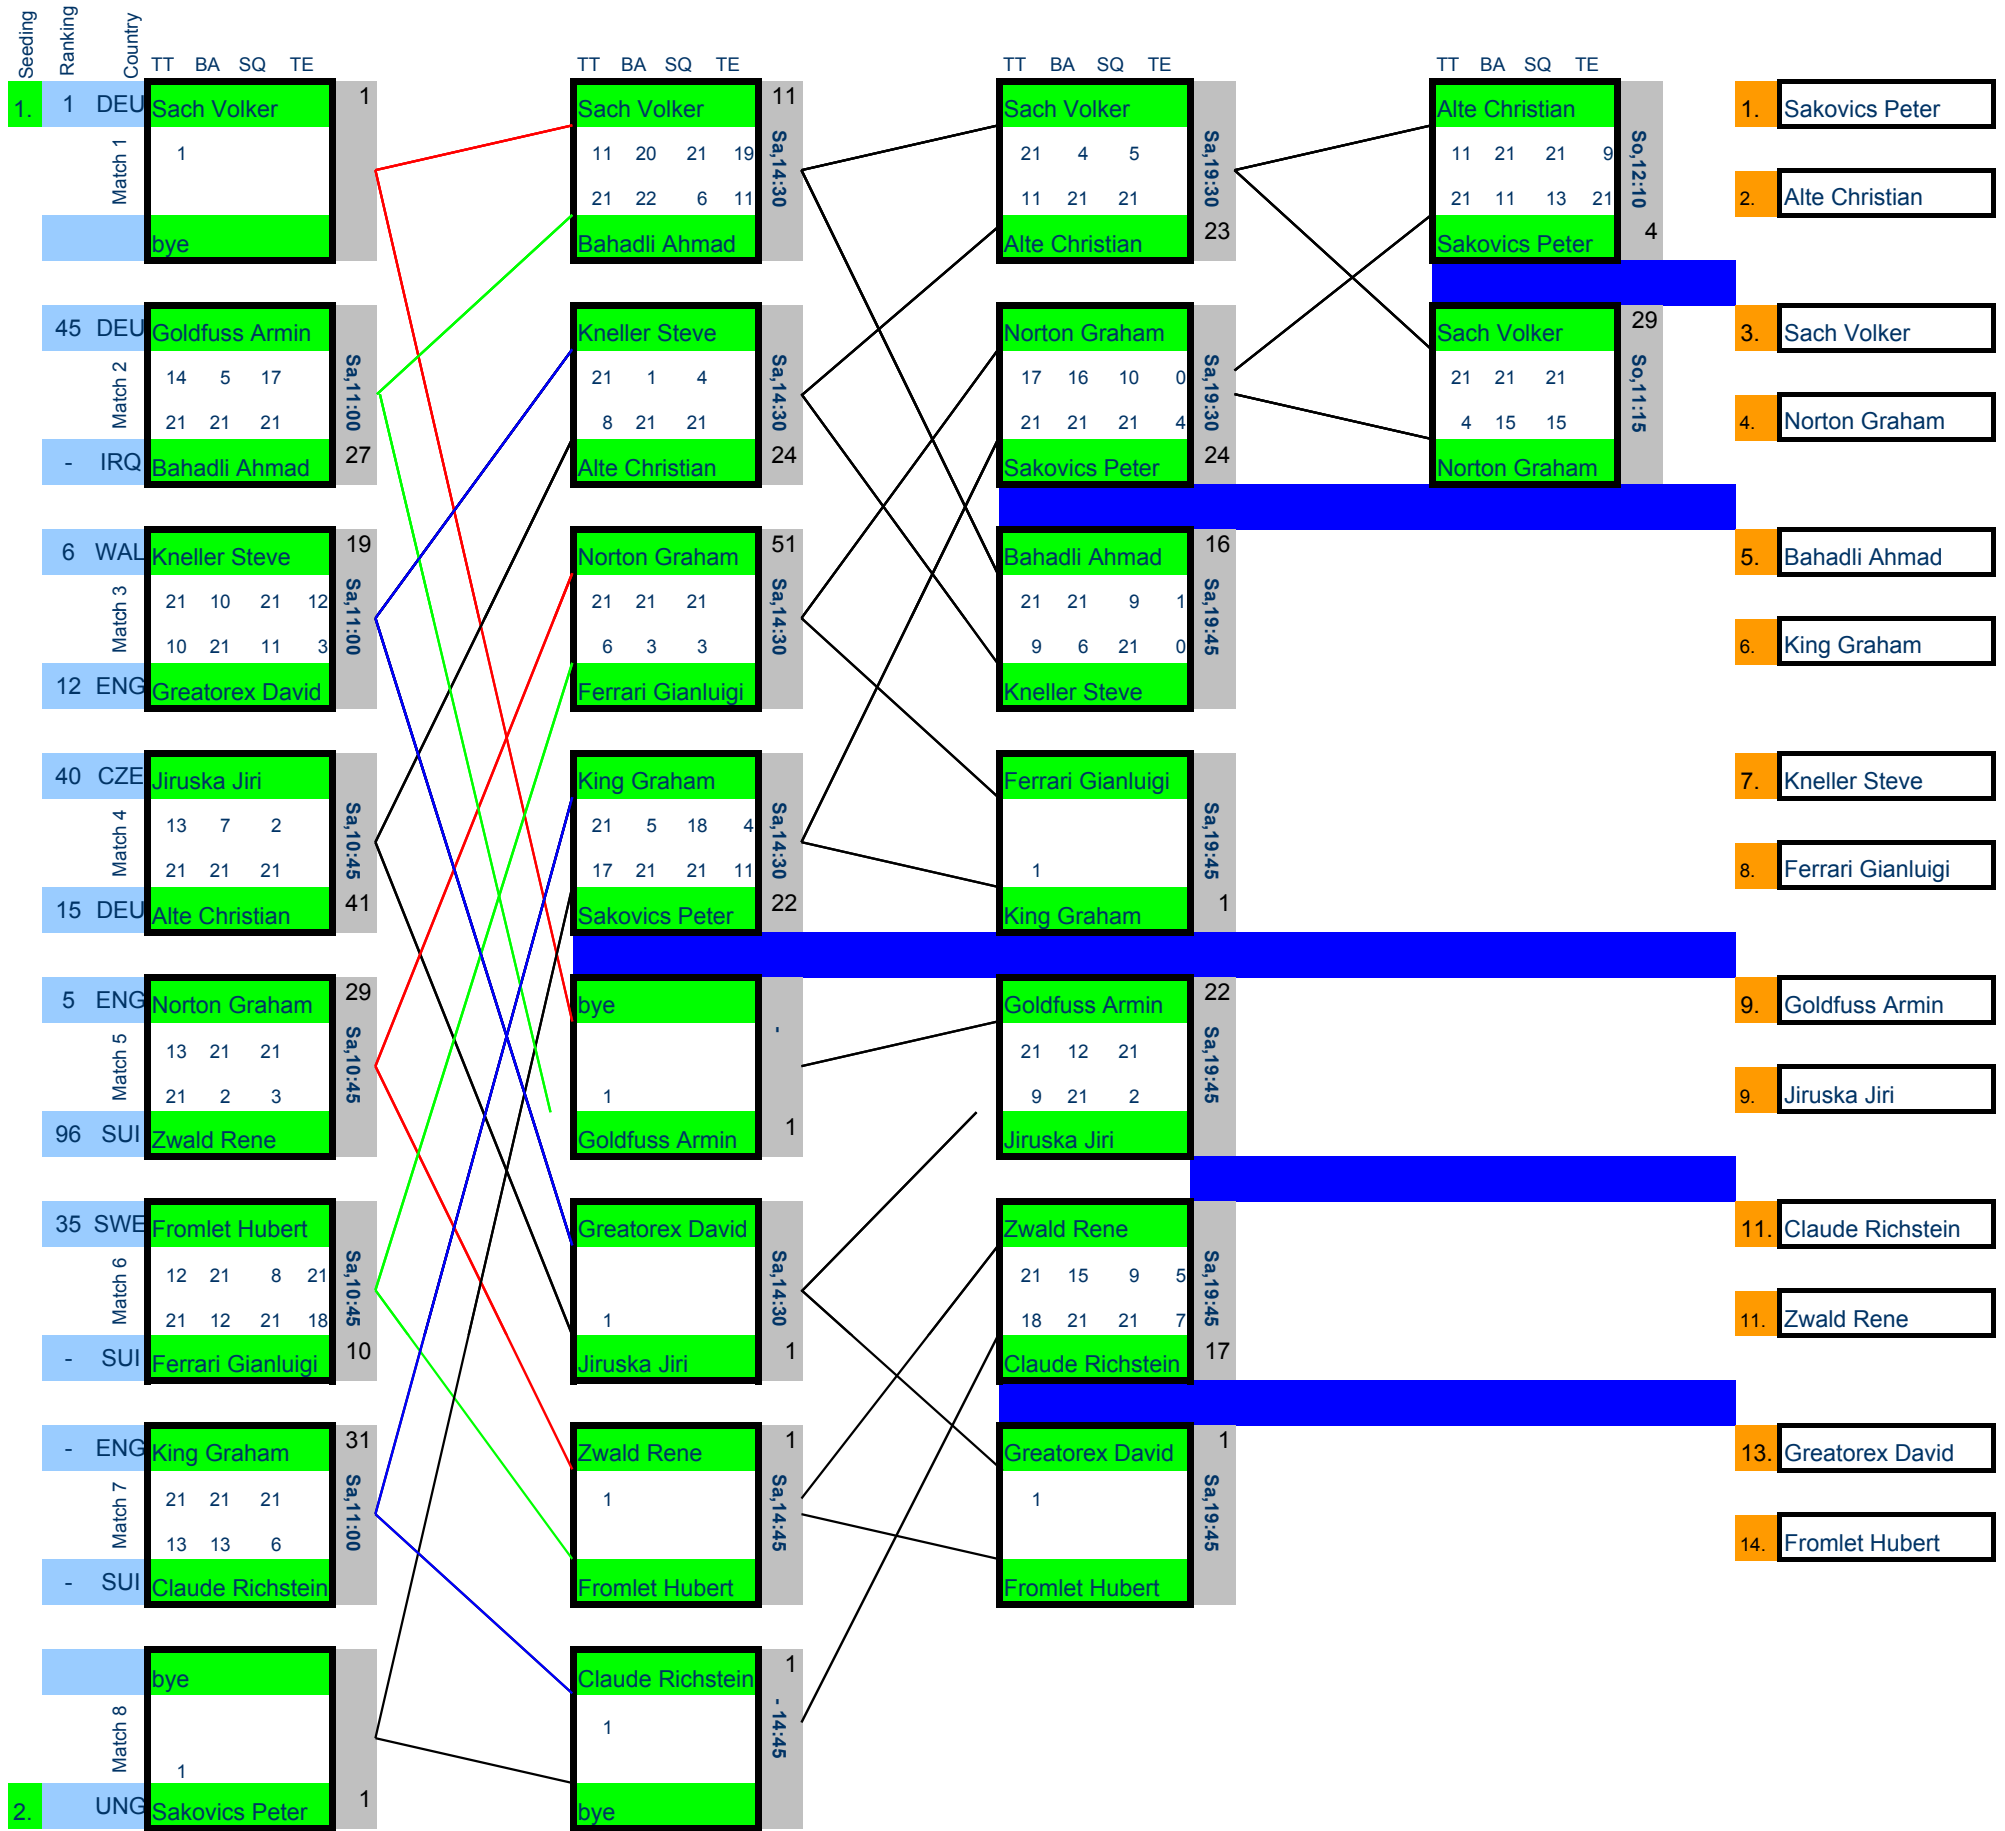 Seeding Ranking Country TT BA SQ TE TT BA SQ TE TT BA SQ TE TT BA SQ TE
1. 1 DEU Sach Volker 1 Sach Volker 11 Sach Volker Alte Christian 1. Sakovics Peter
Match 1 1 11 20 21 19 Sa,14:30 21 4 5 Sa,19:30 11 21 21 9 So,12:10
21 22 6 11 11 21 21 21 11 13 21 2. Alte Christian
bye Bahadli Ahmad Alte Christian 23 Sakovics Peter 4
45 DEU Goldfuss Armin Kneller Steve Norton Graham Sach Volker 29 3. Sach Volker
Match 2 14 5 17 Sa,11:00 21 1 4 Sa,14:30 17 16 10 0 Sa,19:30 21 21 21 So,11:15
21 21 21 8 21 21 21 21 21 4 4 15 15 4. Norton Graham
- IRQ Bahadli Ahmad 27 Alte Christian 24 Sakovics Peter 24 Norton Graham
6 WAL Kneller Steve 19 Norton Graham 51 Bahadli Ahmad 16 5. Bahadli Ahmad
Match 3 21 10 21 12 Sa,11:00 21 21 21 Sa,14:30 21 21 9 1 Sa,19:45
10 21 11 3 6 3 3 9 6 21 0 6. King Graham
12 ENG Greatorex David Ferrari Gianluigi Kneller Steve
40 CZE Jiruska Jiri King Graham Ferrari Gianluigi 7. Kneller Steve
Match 4 13 7 2 Sa,10:45 21 5 18 4 Sa,14:30 Sa,19:45
21 21 21 17 21 21 11 1 8. Ferrari Gianluigi
15 DEU Alte Christian 41 Sakovics Peter 22 King Graham 1
5 ENG Norton Graham 29 bye Goldfuss Armin 22 9. Goldfuss Armin
Match 5 13 21 21 Sa,10:45 - 21 12 21 Sa,19:45
21 2 3 1 9 21 2 9. Jiruska Jiri
96 SUI Zwald Rene Goldfuss Armin 1 Jiruska Jiri
35 SWE Fromlet Hubert Greatorex David Zwald Rene 11. Claude Richstein
Match 6 12 21 8 21 Sa,10:45 Sa,14:30 21 15 9 5 Sa,19:45
21 12 21 18 1 18 21 21 7 11. Zwald Rene
- SUI Ferrari Gianluigi 10 Jiruska Jiri 1 Claude Richstein 17
- ENG King Graham 31 Zwald Rene 1 Greatorex David 1 13. Greatorex David
Match 7 21 21 21 Sa,11:00 1 Sa,14:45 1 Sa,19:45
13 13 6 14. Fromlet Hubert
- SUI Claude Richstein Fromlet Hubert Fromlet Hubert
bye Claude Richstein 1
Match 8 1 - 14:45
1
2. UNG Sakovics Peter 1 bye